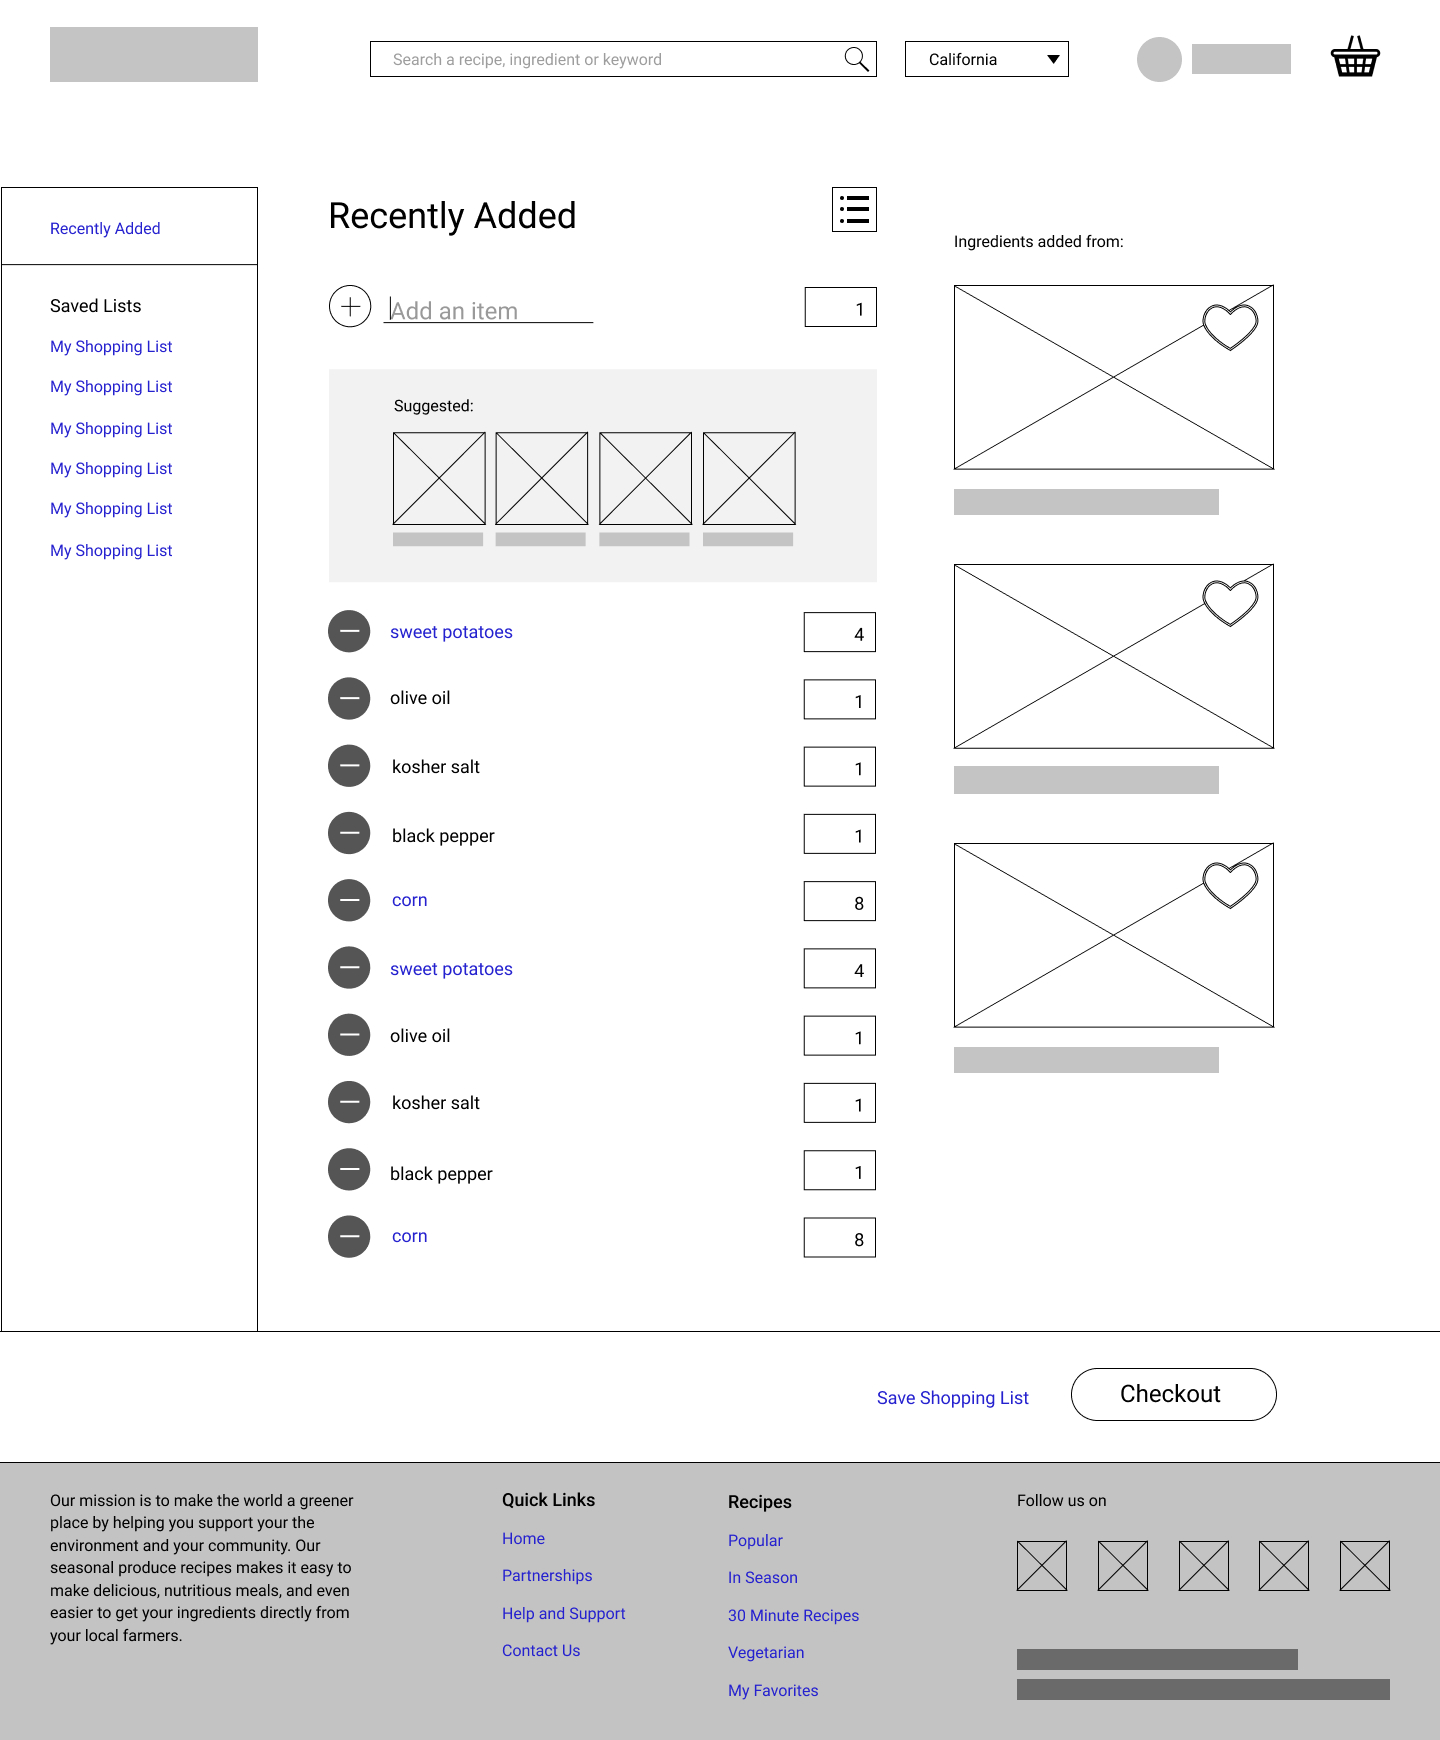 Search a recipe, ingredient or keyword
California
Recently Added
Saved Lists
My Shopping List
My Shopping List
My Shopping List
My Shopping List
My Shopping List
My Shopping List
Recently Added
Add an item
1
Suggested:
sweet potatoes
4
olive oil
1
kosher salt
1
black pepper
1
corn
8
sweet potatoes
4
olive oil
1
kosher salt
1
black pepper
1
corn
8
Ingredients added from:
Save Shopping List
Checkout
Our mission is to make the world a greener
place by helping you support your the
environment and your community. Our
seasonal produce recipes makes it easy to
make delicious, nutritious meals, and even
easier to get your ingredients directly from
your local farmers.
Quick Links
Home
Partnerships
Help and Support
Contact Us
Recipes
Popular
In Season
30 Minute Recipes
Vegetarian
My Favorites
Follow us on